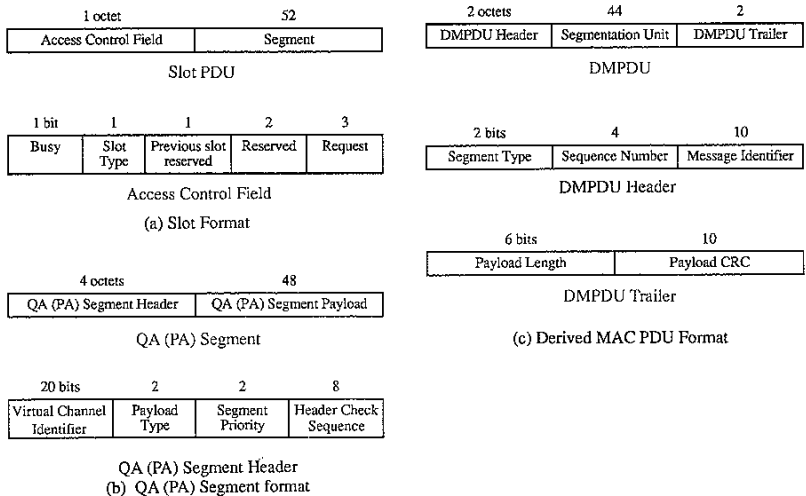 1 octet 52
Access Control Field Segment
Slot PDU
1 bit 1 1 2 3
Busy Slot Type Previous slot reserved Reserved Request
Access Control Field
(a) Slot Format
4 octets 48
QA (PA) Segment Header QA (PA) Segment Payload
QA (PA) Segment
20 bits 2 2 8
Virtual Channel Identifier Payload Type Segment Priority Header Check Sequence
QA (PA) Segment Header
(b) QA (PA) Segment format
2 octets 44 2
DMPDU Header Segmentation Unit DMPDU Trailer
DMPDU
2 bits 4 10
Segment Type Sequence Number Message Identifier
DMPDU Header
6 bits 10
Payload Length Payload CRC
DMPDU Trailer
(c) Derived MAC PDU Format